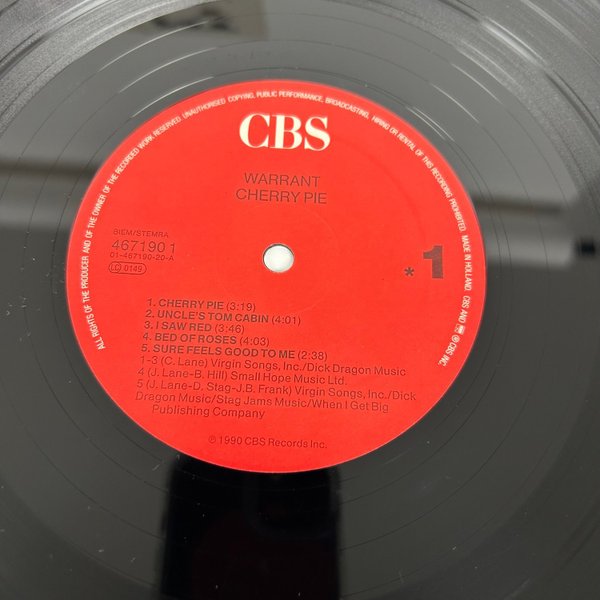 ALL RIGHTS OF THE PRODUCER AND OF THE OWNER OF THE RECORDED WORK RESERVED UNAUTHORISED COPYING, PUBLIC PERFORMANCE, BROADCASTING, HIRING OR RENTAL OF THIS RECORDING PROHIBITED. MADE IN HOLLAND. CBS AND ℗ CBS INC.
CBS
WARRANT
CHERRY PIE
BIEM/STEMRA
467190 1
01-467190-20-A
LC 0149
*1
1. CHERRY PIE (3:19)
2. UNCLE'S TOM CABIN (4:01)
3. I SAW RED (3:46)
4. BED OF ROSES (4:03)
5. SURE FEELS GOOD TO ME (2:38)
1-3 (C. Lane) Virgin Songs, Inc./Dick Dragon Music
4 (J. Lane-B. Hill) Small Hope Music Ltd.
5 (J. Lane-D. Stag-J.B. Frank) Virgin Songs, Inc./Dick
Dragon Music/Stag Jams Music/When I Get Big
Publishing Company
℗ 1990 CBS Records Inc.